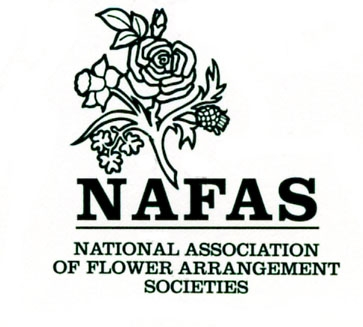 NAFAS
NATIONAL ASSOCIATION
OF FLOWER ARRANGEMENT
SOCIETIES